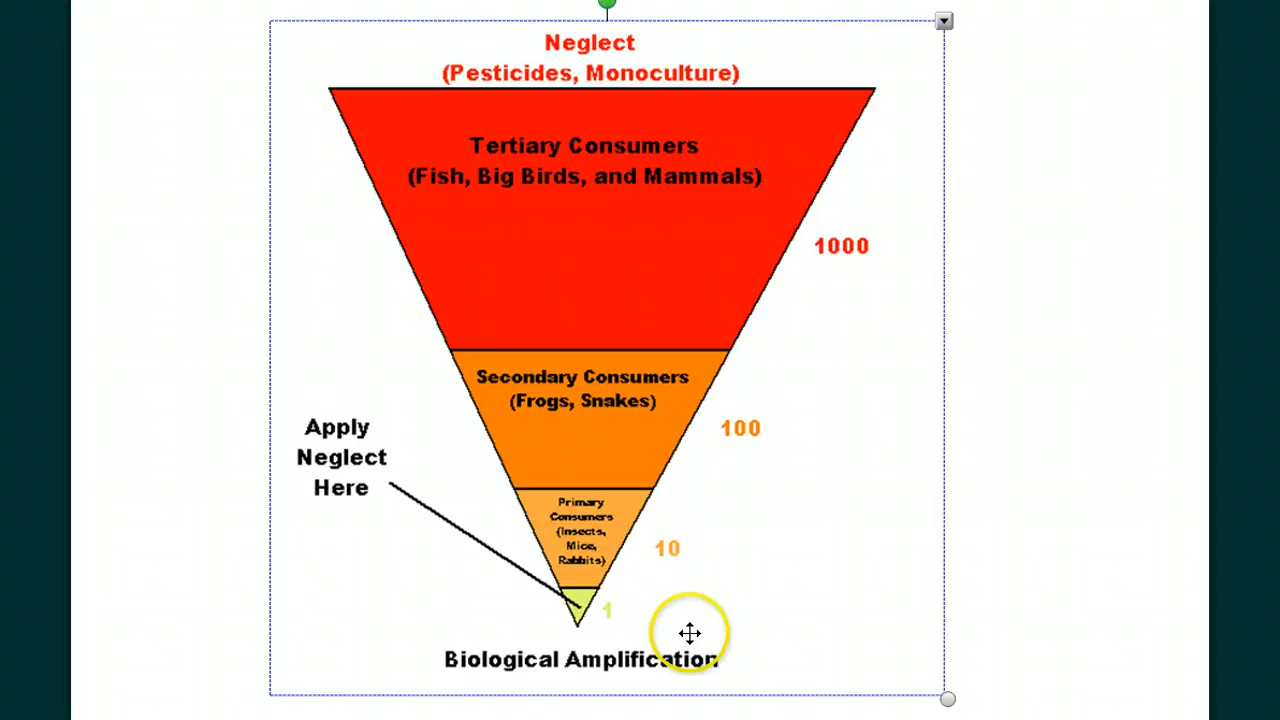 Neglect
(Pesticides, Monoculture)
Tertiary Consumers
(Fish, Big Birds, and Mammals)
1000
Secondary Consumers
(Frogs, Snakes)
100
Apply
Neglect
Here
Primary
Consumers
(Insects,
Mice,
Rabbits)
10
1
Biological Amplification